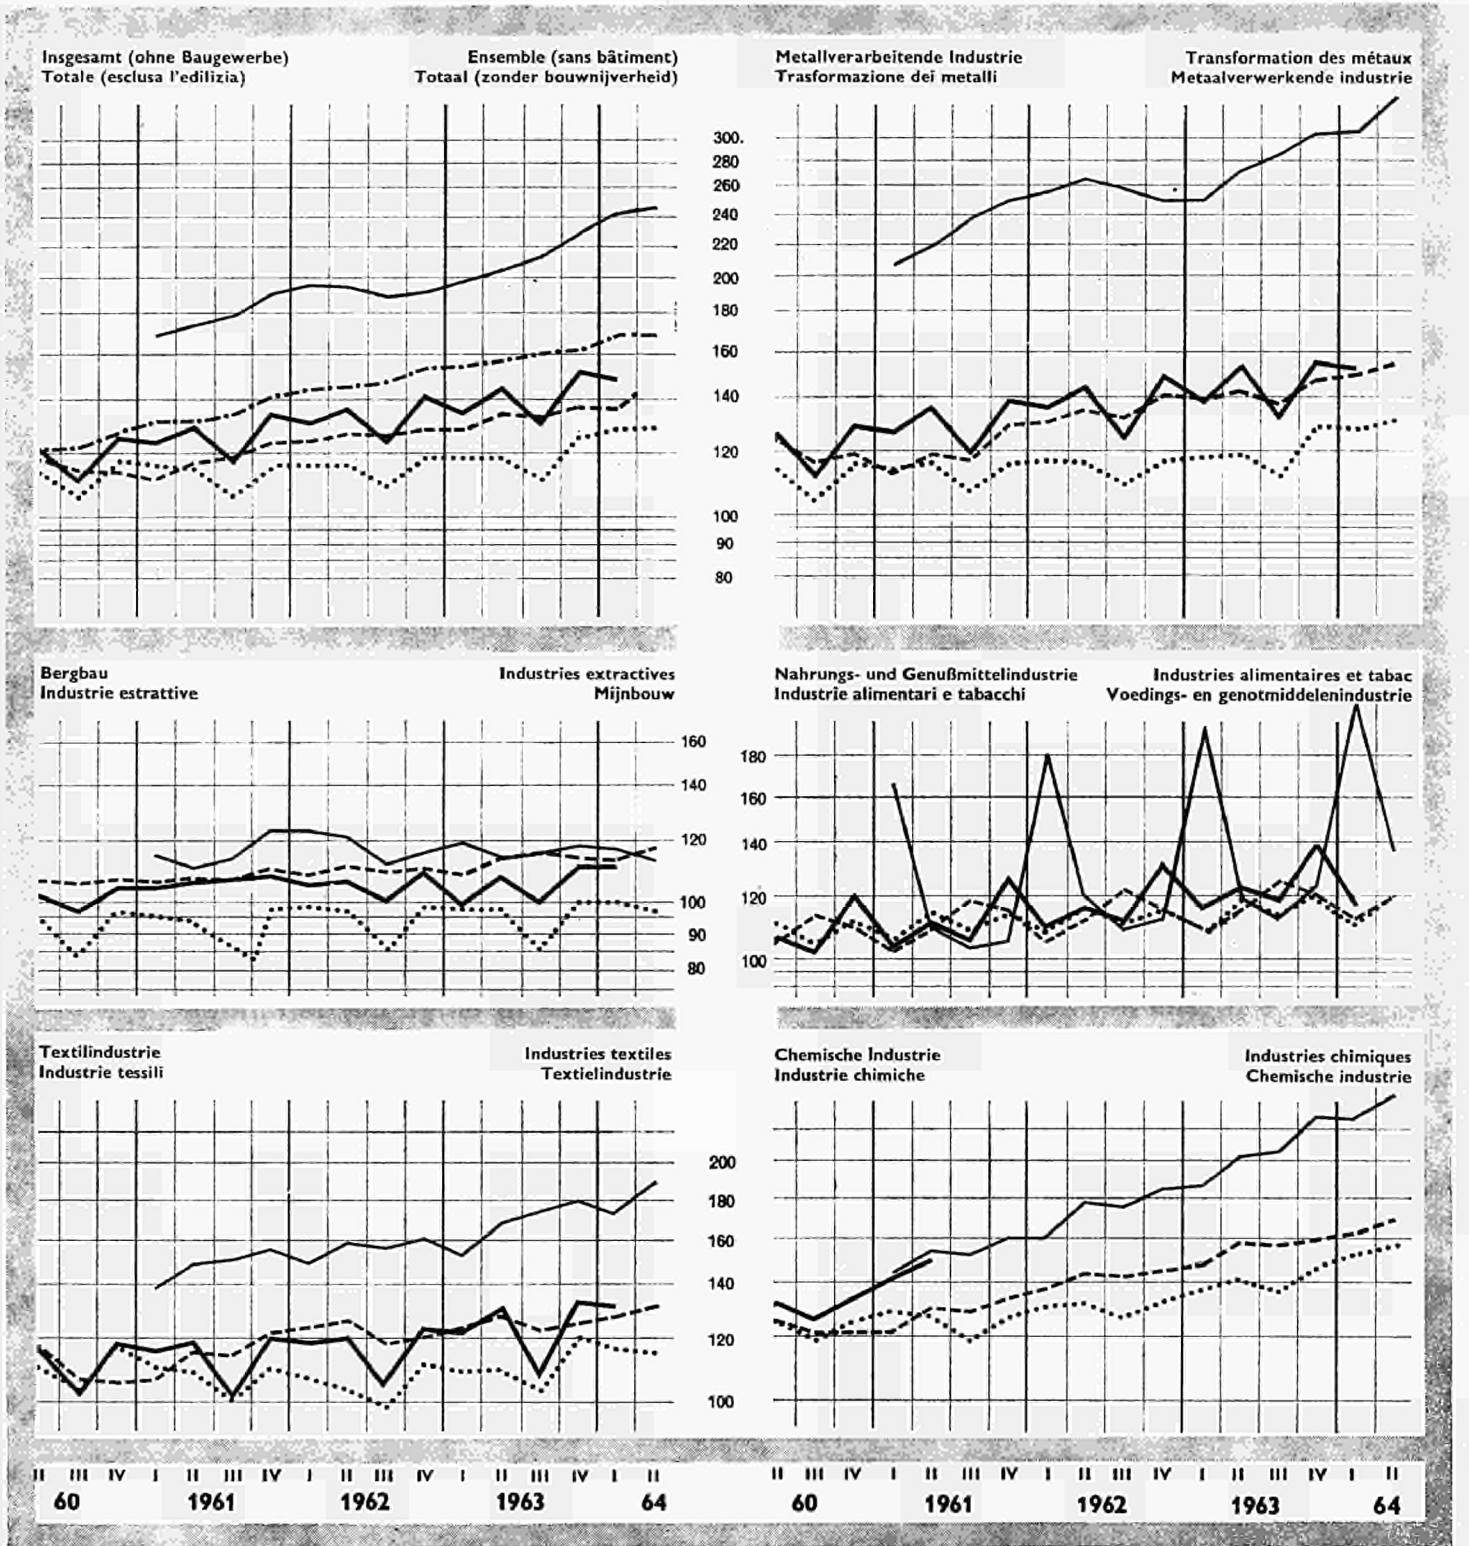 Insgesamt (ohne Baugewerbe) Ensemble (sans bâtiment)
Totale (esclusa l'edilizia) Totaal (zonder bouwnijverheid)
Metallverarbeitende Industrie Transformation des métaux
Trasformazione dei metalli Metaalverwerkende industrie
300.
280
260
240
220
200
180
160
140
120
100
90
80
Bergbau Industries extractives
Industrie estrattive Mijnbouw
160
140
120
100
90
80
Nahrungs- und Genußmittelindustrie Industries alimentaires et tabac
Industrie alimentari e tabacchi Voedings- en genotmiddelenindustrie
180
160
140
120
100
Textilindustrie Industries textiles
Industrie tessili Textielindustrie
Chemische Industrie Industries chimiques
Industrie chimiche Chemische industrie
200
180
160
140
120
100
II III IV I II III IV I II III IV I II III IV I II
60 1961 1962 1963 64
II III IV I II III IV I II III IV I II III IV I II
60 1961 1962 1963 64